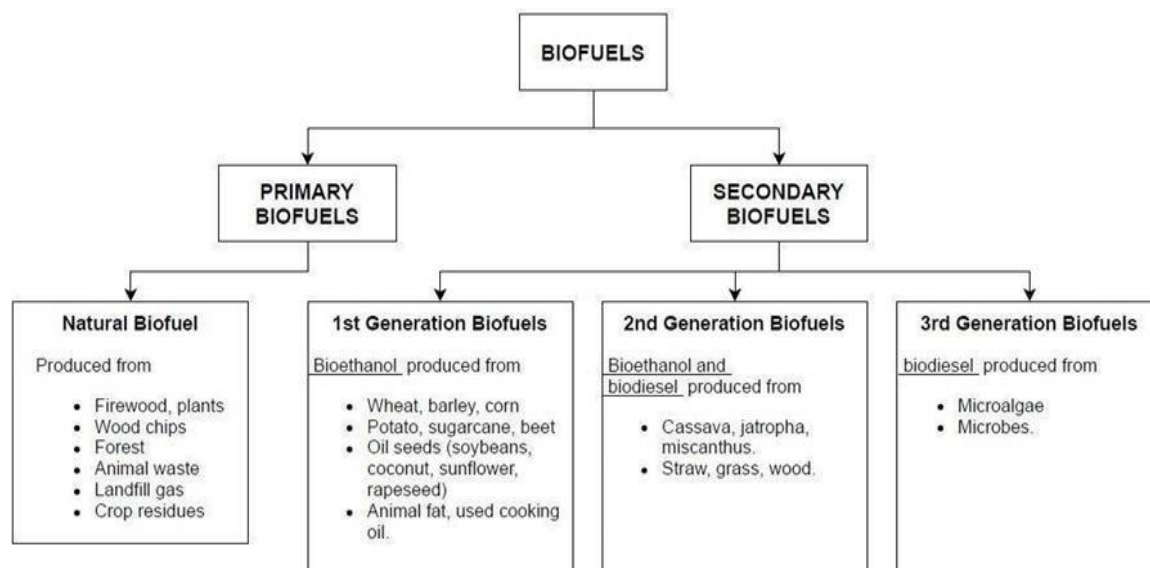 BIOFUELS
PRIMARY
BIOFUELS
SECONDARY
BIOFUELS
Natural Biofuel
Produced from
• Firewood, plants
• Wood chips
• Forest
• Animal waste
• Landfill gas
• Crop residues
1st Generation Biofuels
Bioethanol produced from
• Wheat, barley, corn
• Potato, sugarcane, beet
• Oil seeds (soybeans,
coconut, sunflower,
rapeseed)
• Animal fat, used cooking
oil.
2nd Generation Biofuels
Bioethanol and
biodiesel produced from
• Cassava, jatropha,
miscanthus.
• Straw, grass, wood.
3rd Generation Biofuels
biodiesel produced from
• Microalgae
• Microbes.